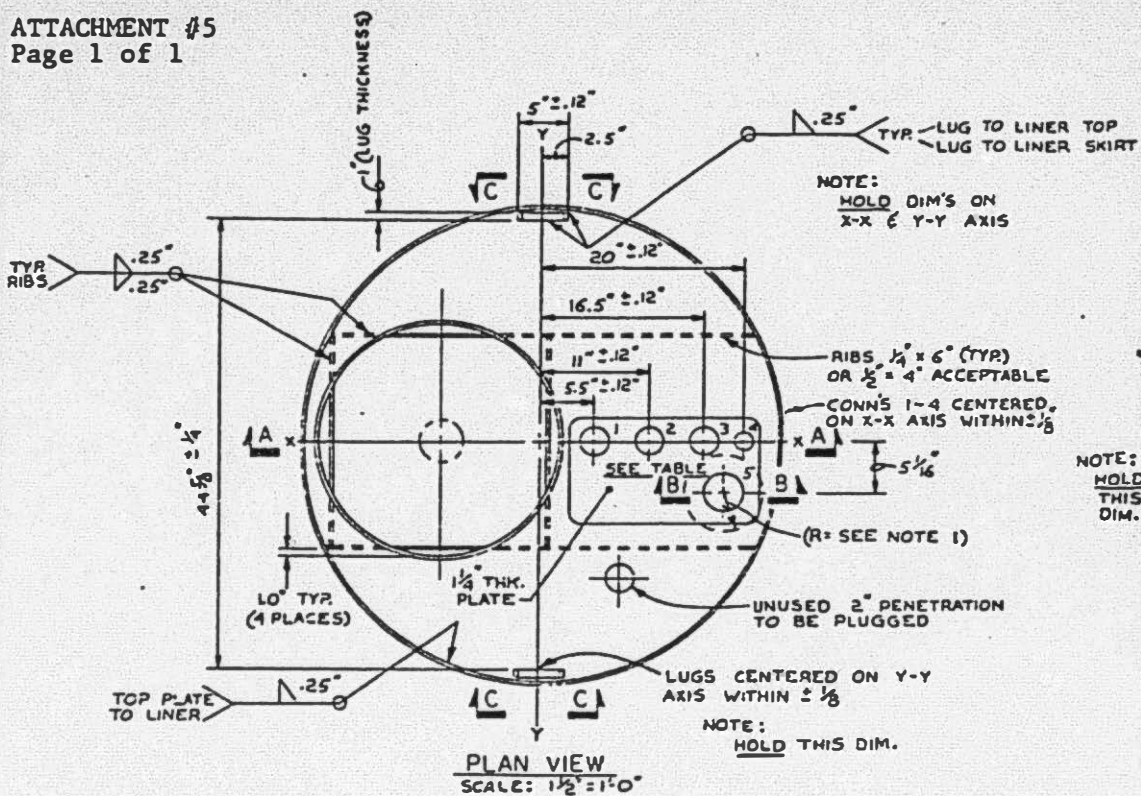 ATTACHMENT #5
Page 1 of 1
1" (LUG THICKNESS)
5" ± .12"
Y
2.5"
C C
.25"
TYP. LUG TO LINER TOP
LUG TO LINER SKIRT
NOTE:
HOLD DIM'S ON
X-X & Y-Y AXIS
20" ± .12"
16.5" ± .12"
11" ± .12"
5.5" ± .12"
TYP.
RIBS
.25"
.25"
RIBS 1/4" x 6" (TYP.)
OR 1/2" x 4" ACCEPTABLE
CONN'S 1-4 CENTERED
ON X-X AXIS WITHIN ± 1/8
A X
1 2 3 4
X A
44 5/8" ± 1/4"
SEE TABLE
5
B B
5 1/16"
NOTE:
HOLD
THIS
DIM.
(R= SEE NOTE 1)
1.0" TYP.
(4 PLACES)
1 1/4" THK.
PLATE
UNUSED 2" PENETRATION
TO BE PLUGGED
LUGS CENTERED ON Y-Y
AXIS WITHIN ± 1/8
TOP PLATE
TO LINER
.25"
C C
Y
NOTE:
HOLD THIS DIM.
PLAN VIEW
SCALE: 1 1/2" = 1'-0"